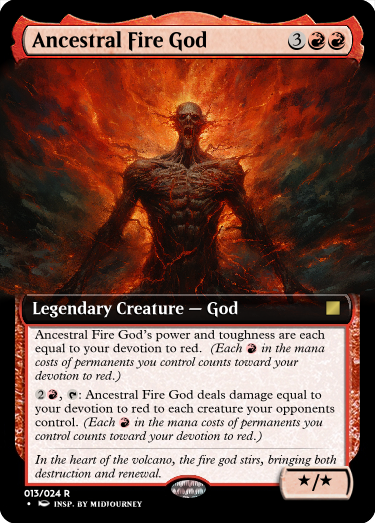 Ancestral Fire God 3
Legendary Creature — God
Ancestral Fire God's power and toughness are each
equal to your devotion to red. (Each in the mana
costs of permanents you control counts toward your
devotion to red.)
2 , : Ancestral Fire God deals damage equal to
your devotion to red to each creature your opponents
control. (Each in the mana costs of permanents you
control counts toward your devotion to red.)
In the heart of the volcano, the fire god stirs, bringing both
destruction and renewal.
*/*
013/024 R
• INSP. BY MIDJOURNEY